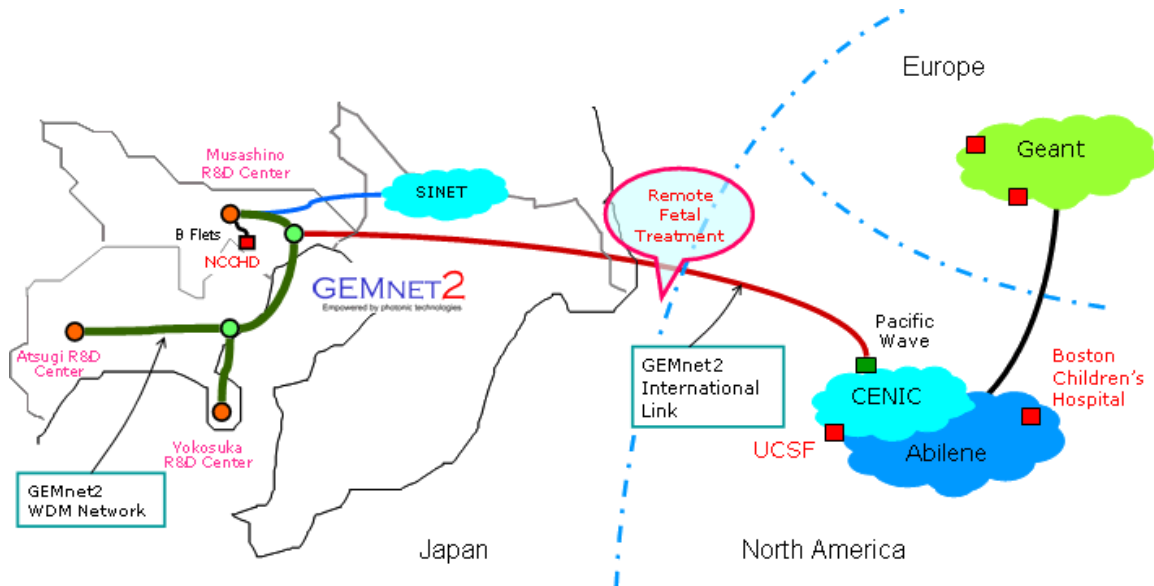 Europe
Musashino
R&D Center
SINET
Geant
Remote
Fetal
Treatment
B Flets
NCCHD
GEMNET2
Empowered by photonic technologies
Pacific
Wave
Atsugi R&D
Center
GEMnet2
International
Link
Boston
Children's
Hospital
CENIC
UCSF
Abilene
Yokosuka
R&D Center
GEMnet2
WDM Network
Japan
North America